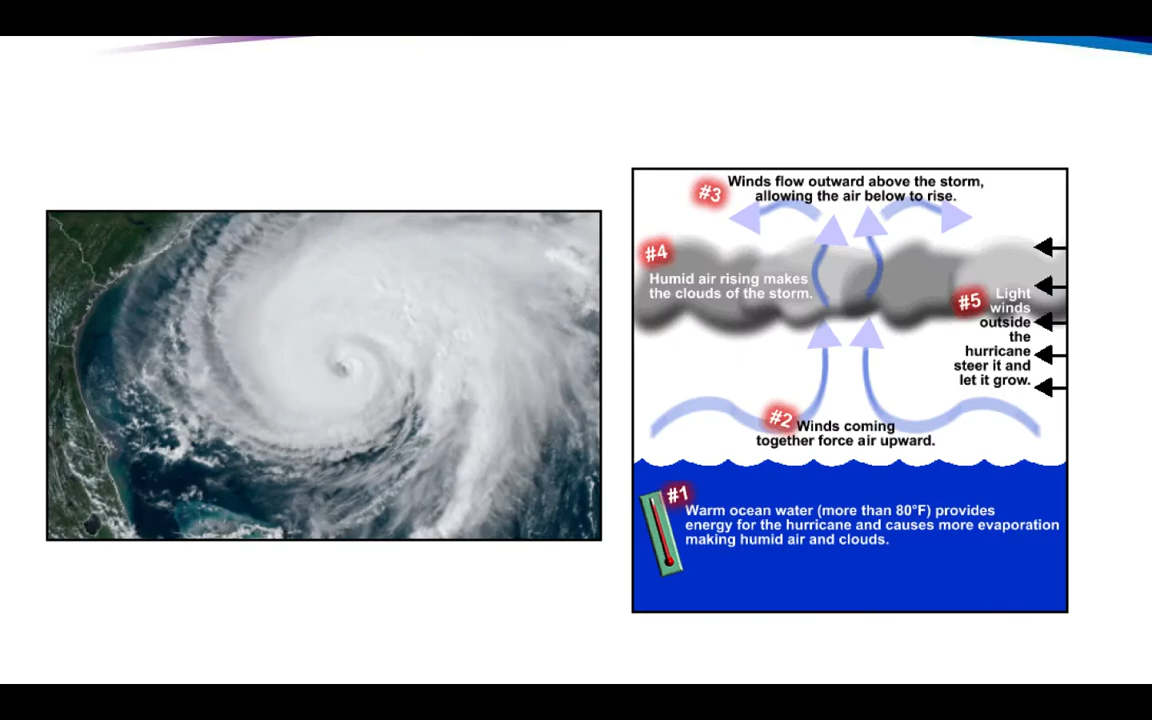 #3
Winds flow outward above the storm,
allowing the air below to rise.
#4
Humid air rising makes
the clouds of the storm.
#5
Light
winds
outside
the
hurricane
steer it and
let it grow.
#2
Winds coming
together force air upward.
#1
Warm ocean water (more than 80°F) provides
energy for the hurricane and causes more evaporation
making humid air and clouds.